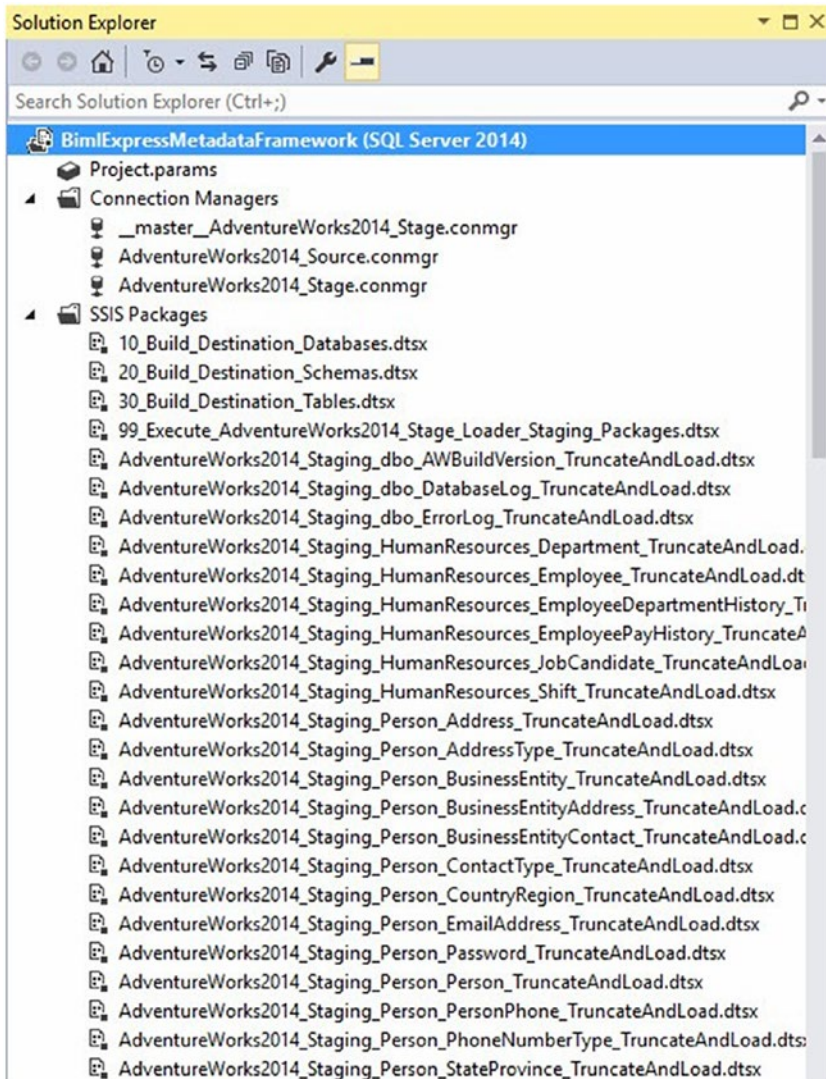 Solution Explorer
Search Solution Explorer (Ctrl+;)
BimlExpressMetadataFramework (SQL Server 2014)
Project.params
Connection Managers
__master__AdventureWorks2014_Stage.conmgr
AdventureWorks2014_Source.conmgr
AdventureWorks2014_Stage.conmgr
SSIS Packages
10_Build_Destination_Databases.dtsx
20_Build_Destination_Schemas.dtsx
30_Build_Destination_Tables.dtsx
99_Execute_AdventureWorks2014_Stage_Loader_Staging_Packages.dtsx
AdventureWorks2014_Staging_dbo_AWBuildVersion_TruncateAndLoad.dtsx
AdventureWorks2014_Staging_dbo_DatabaseLog_TruncateAndLoad.dtsx
AdventureWorks2014_Staging_dbo_ErrorLog_TruncateAndLoad.dtsx
AdventureWorks2014_Staging_HumanResources_Department_TruncateAndLoad.
AdventureWorks2014_Staging_HumanResources_Employee_TruncateAndLoad.dt
AdventureWorks2014_Staging_HumanResources_EmployeeDepartmentHistory_Tr
AdventureWorks2014_Staging_HumanResources_EmployeePayHistory_TruncateA
AdventureWorks2014_Staging_HumanResources_JobCandidate_TruncateAndLoa
AdventureWorks2014_Staging_HumanResources_Shift_TruncateAndLoad.dtsx
AdventureWorks2014_Staging_Person_Address_TruncateAndLoad.dtsx
AdventureWorks2014_Staging_Person_AddressType_TruncateAndLoad.dtsx
AdventureWorks2014_Staging_Person_BusinessEntity_TruncateAndLoad.dtsx
AdventureWorks2014_Staging_Person_BusinessEntityAddress_TruncateAndLoad.d
AdventureWorks2014_Staging_Person_BusinessEntityContact_TruncateAndLoad.d
AdventureWorks2014_Staging_Person_ContactType_TruncateAndLoad.dtsx
AdventureWorks2014_Staging_Person_CountryRegion_TruncateAndLoad.dtsx
AdventureWorks2014_Staging_Person_EmailAddress_TruncateAndLoad.dtsx
AdventureWorks2014_Staging_Person_Password_TruncateAndLoad.dtsx
AdventureWorks2014_Staging_Person_Person_TruncateAndLoad.dtsx
AdventureWorks2014_Staging_Person_PersonPhone_TruncateAndLoad.dtsx
AdventureWorks2014_Staging_Person_PhoneNumberType_TruncateAndLoad.dts
AdventureWorks2014_Staging_Person_StateProvince_TruncateAndLoad.dtsx